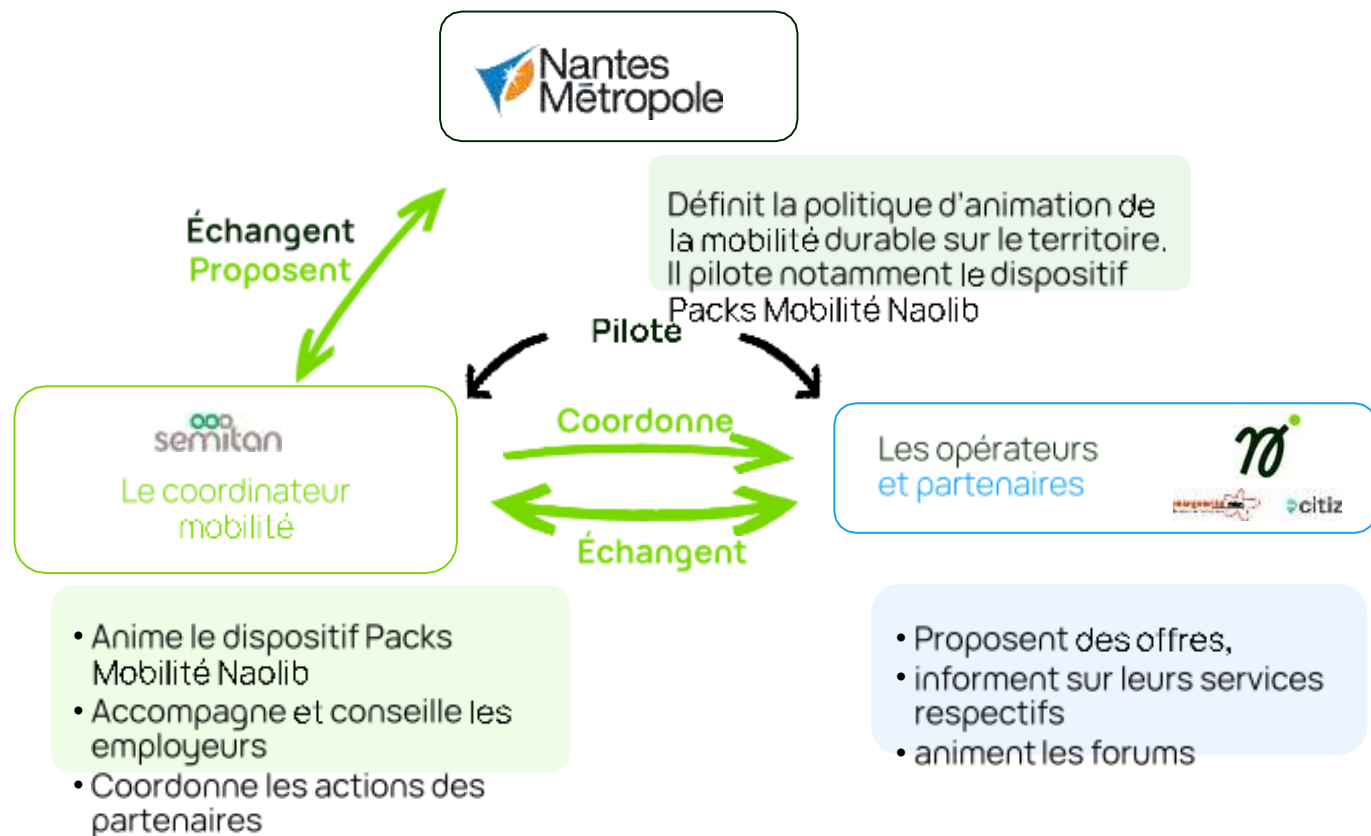 Nantes
Métropole
Définit la politique d'animation de
la mobilité durable sur le territoire.
Il pilote notamment le dispositif
Packs Mobilité Naolib
Échangent
Proposent
Pilote
semitan
Le coordinateur
mobilité
Coordonne
Échangent
Les opérateurs
et partenaires
citiz
• Anime le dispositif Packs
Mobilité Naolib
• Accompagne et conseille les
employeurs
• Coordonne les actions des
partenaires
• Proposent des offres,
• informent sur leurs services
respectifs
• animent les forums